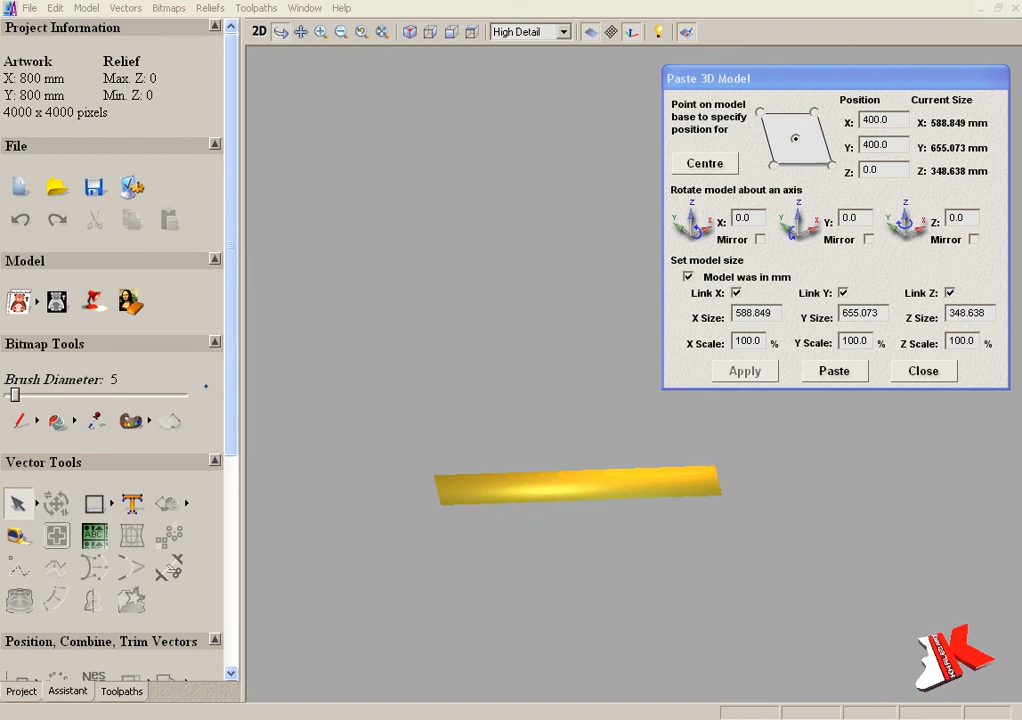 File Edit Model Vectors Bitmaps Reliefs Toolpaths Window Help
Project Information
Artwork Relief
X: 800 mm Max. Z: 0
Y: 800 mm Min. Z: 0
4000 x 4000 pixels
File
Model
Bitmap Tools
Brush Diameter: 5
Vector Tools
ABC
Position, Combine, Trim Vectors
Nes
Project Assistant Toolpaths
2D High Detail
Paste 3D Model
Point on model
base to specify
position for
Centre
Position Current Size
X: 400.0 X: 588.849 mm
Y: 400.0 Y: 655.073 mm
Z: 0.0 Z: 348.638 mm
Rotate model about an axis
Z Y X X: 0.0 Z Y X Y: 0.0 Z Y X Z: 0.0
Mirror Mirror Mirror
Set model size
Model was in mm
Link X: Link Y: Link Z:
X Size: 588.849 Y Size: 655.073 Z Size: 348.638
X Scale: 100.0 % Y Scale: 100.0 % Z Scale: 100.0 %
Apply Paste Close